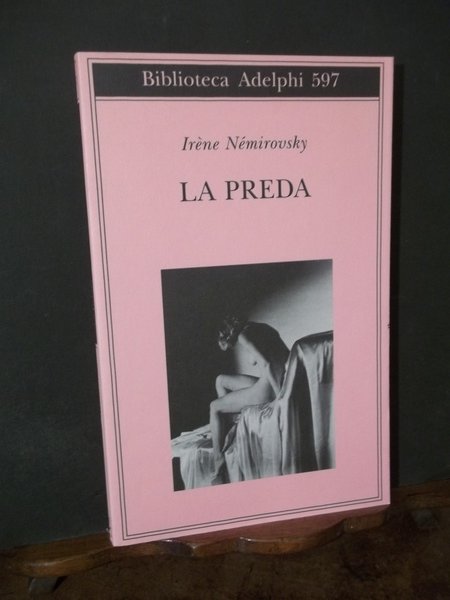 Biblioteca Adelphi 597
Irène Némirovsky
LA PREDA